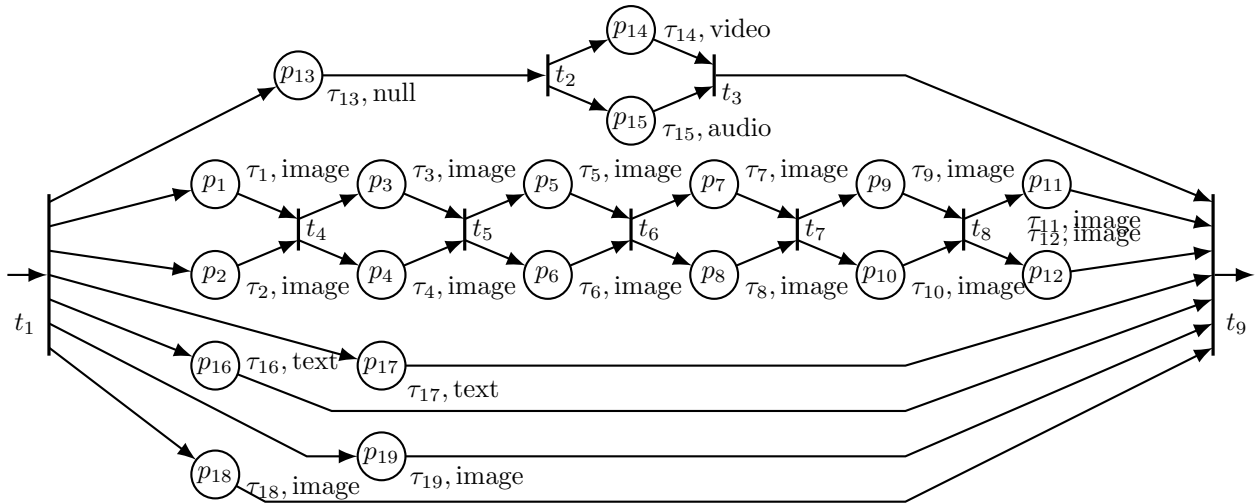 p14 τ14, video
p13 τ13, null
t2
t3
p15 τ15, audio
p1 τ1, image
p3 τ3, image
p5 τ5, image
p7 τ7, image
p9 τ9, image
p11
τ11, image
t4
t5
t6
t7
t8
τ12, image
p2 τ2, image
p4 τ4, image
p6 τ6, image
p8 τ8, image
p10 τ10, image
p12
t1
t9
p16 τ16, text
p17 τ17, text
p18 τ18, image
p19 τ19, image